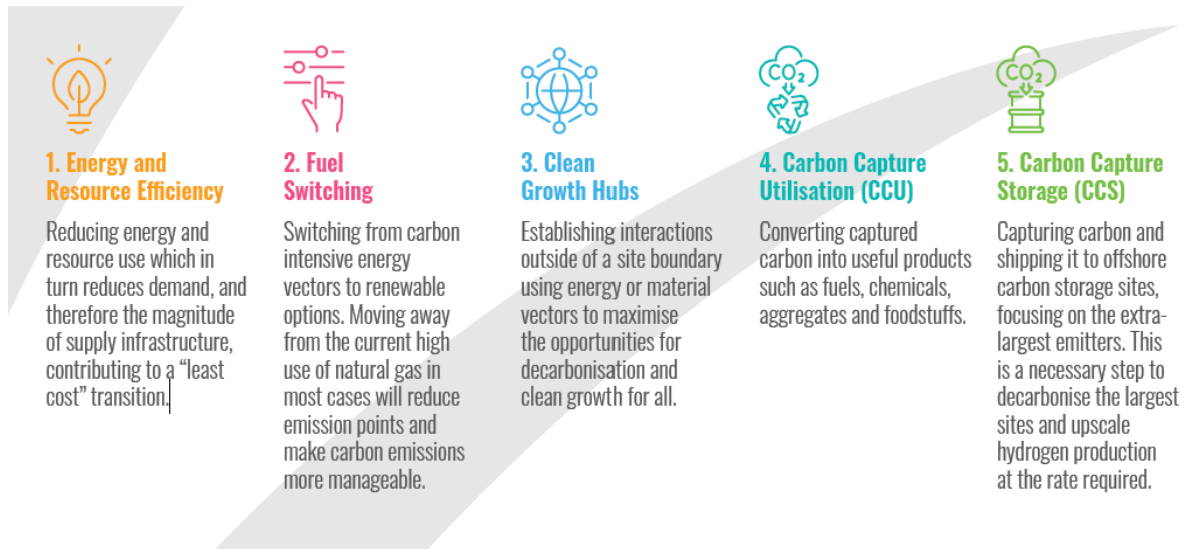 CO2
CO2
1. Energy and
Resource Efficiency
Reducing energy and
resource use which in
turn reduces demand, and
therefore the magnitude
of supply infrastructure,
contributing to a “least
cost” transition.
2. Fuel
Switching
Switching from carbon
intensive energy
vectors to renewable
options. Moving away
from the current high
use of natural gas in
most cases will reduce
emission points and
make carbon emissions
more manageable.
3. Clean
Growth Hubs
Establishing interactions
outside of a site boundary
using energy or material
vectors to maximise
the opportunities for
decarbonisation and
clean growth for all.
4. Carbon Capture
Utilisation (CCU)
Converting captured
carbon into useful products
such as fuels, chemicals,
aggregates and foodstuffs.
5. Carbon Capture
Storage (CCS)
Capturing carbon and
shipping it to offshore
carbon storage sites,
focusing on the extra-
largest emitters. This
is a necessary step to
decarbonise the largest
sites and upscale
hydrogen production
at the rate required.